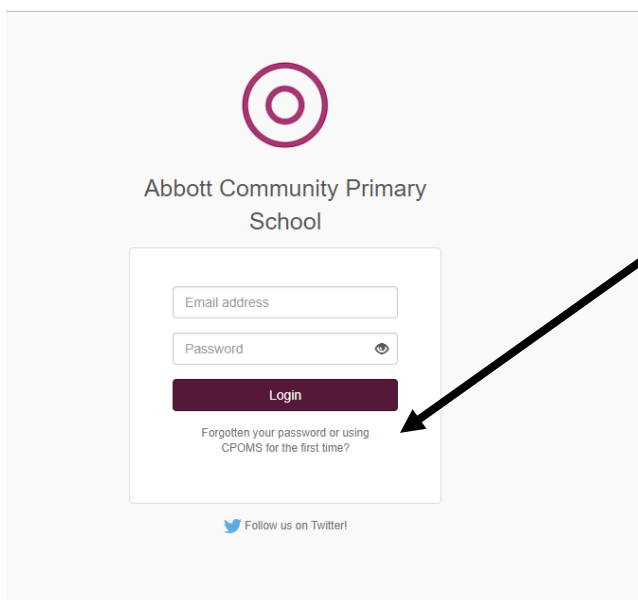 Abbott Community Primary
School
Email address
Password
Login
Forgotten your password or using
CPOMS for the first time?
Follow us on Twitter!